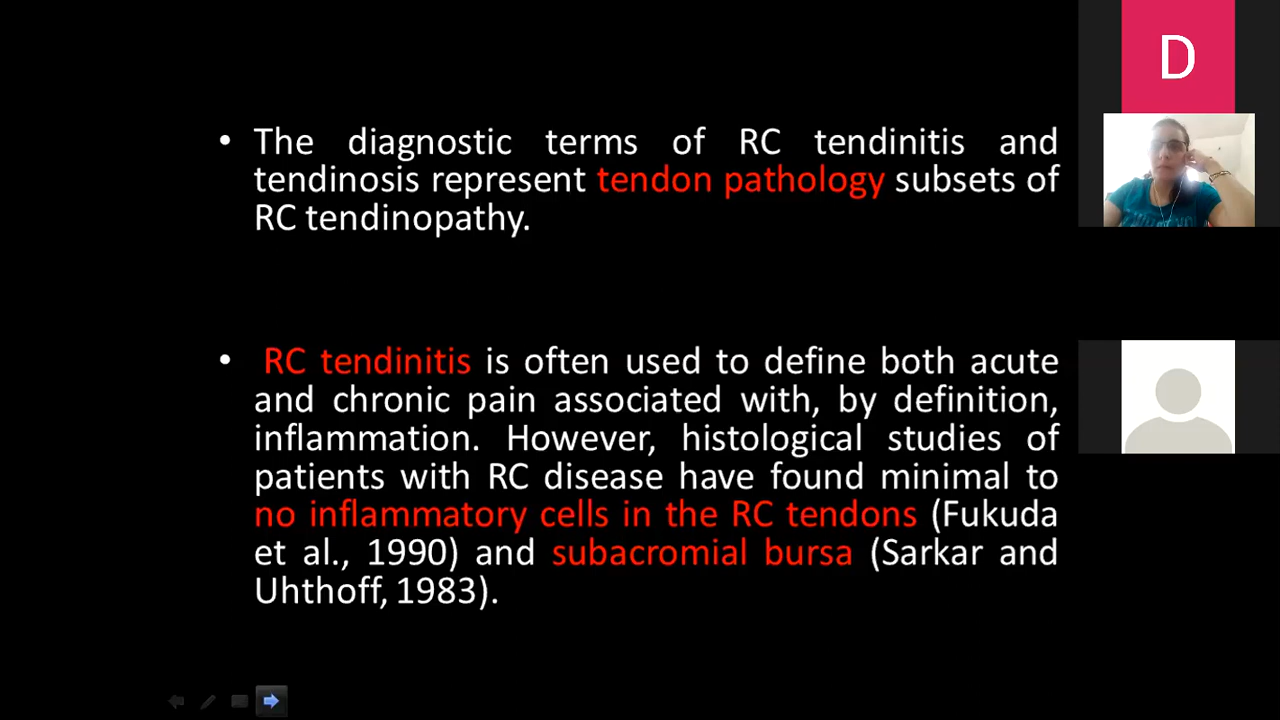 • The diagnostic terms of RC tendinitis and
tendinosis represent tendon pathology subsets of
RC tendinopathy.
• RC tendinitis is often used to define both acute
and chronic pain associated with, by definition,
inflammation. However, histological studies of
patients with RC disease have found minimal to
no inflammatory cells in the RC tendons (Fukuda
et al., 1990) and subacromial bursa (Sarkar and
Uhthoff, 1983).
D